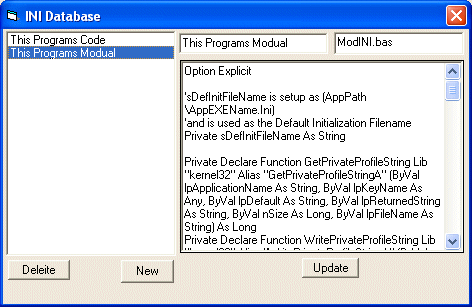 INI Database
This Programs Code
This Programs Modual
This Programs Modual
ModINI.bas
Option Explicit
'sDefInitFileName is setup as (AppPath
\AppEXEName.Ini)
'and is used as the Default Initialization Filename
Private sDefInitFileName As String
Private Declare Function GetPrivateProfileString Lib
"kernel32" Alias "GetPrivateProfileStringA" (ByVal
lpApplicationName As String, ByVal lpKeyName As
Any, ByVal lpDefault As String, ByVal lpReturnedString
As String, ByVal nSize As Long, ByVal lpFileName As
String) As Long
Private Declare Function WritePrivateProfileString Lib
Deleite
New
Update